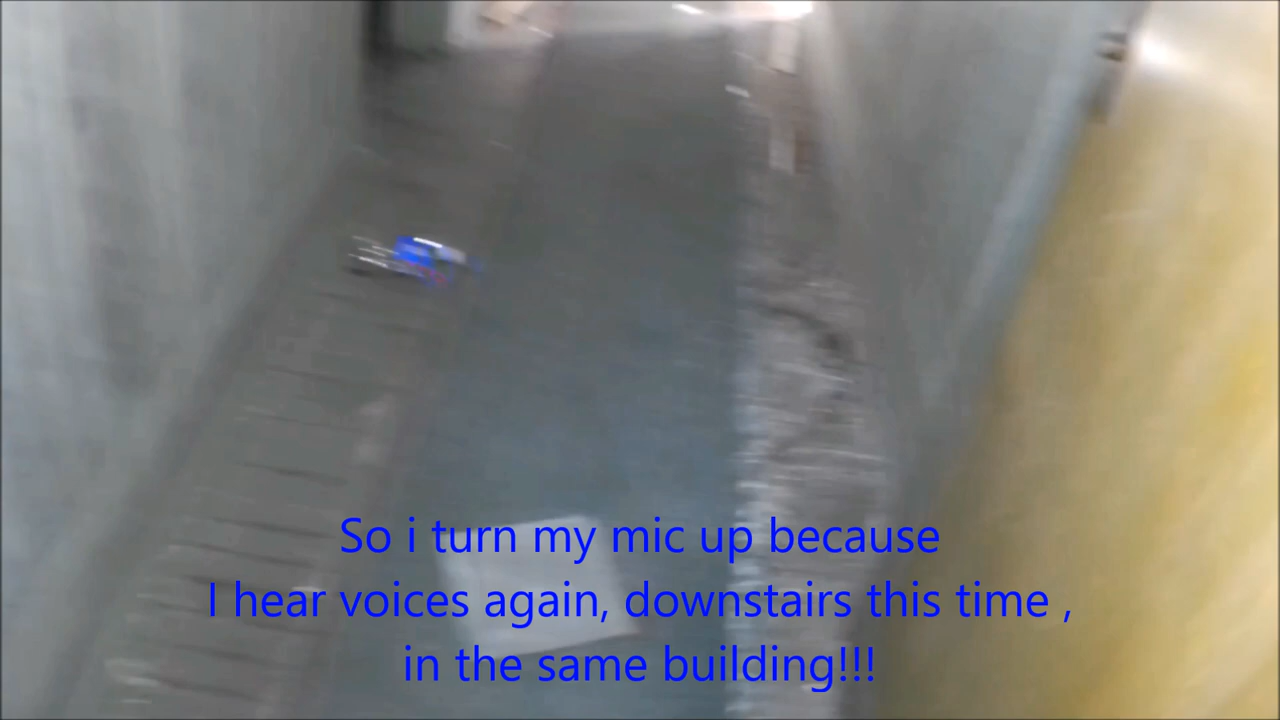 So i turn my mic up because
I hear voices again, downstairs this time ,
in the same building!!!